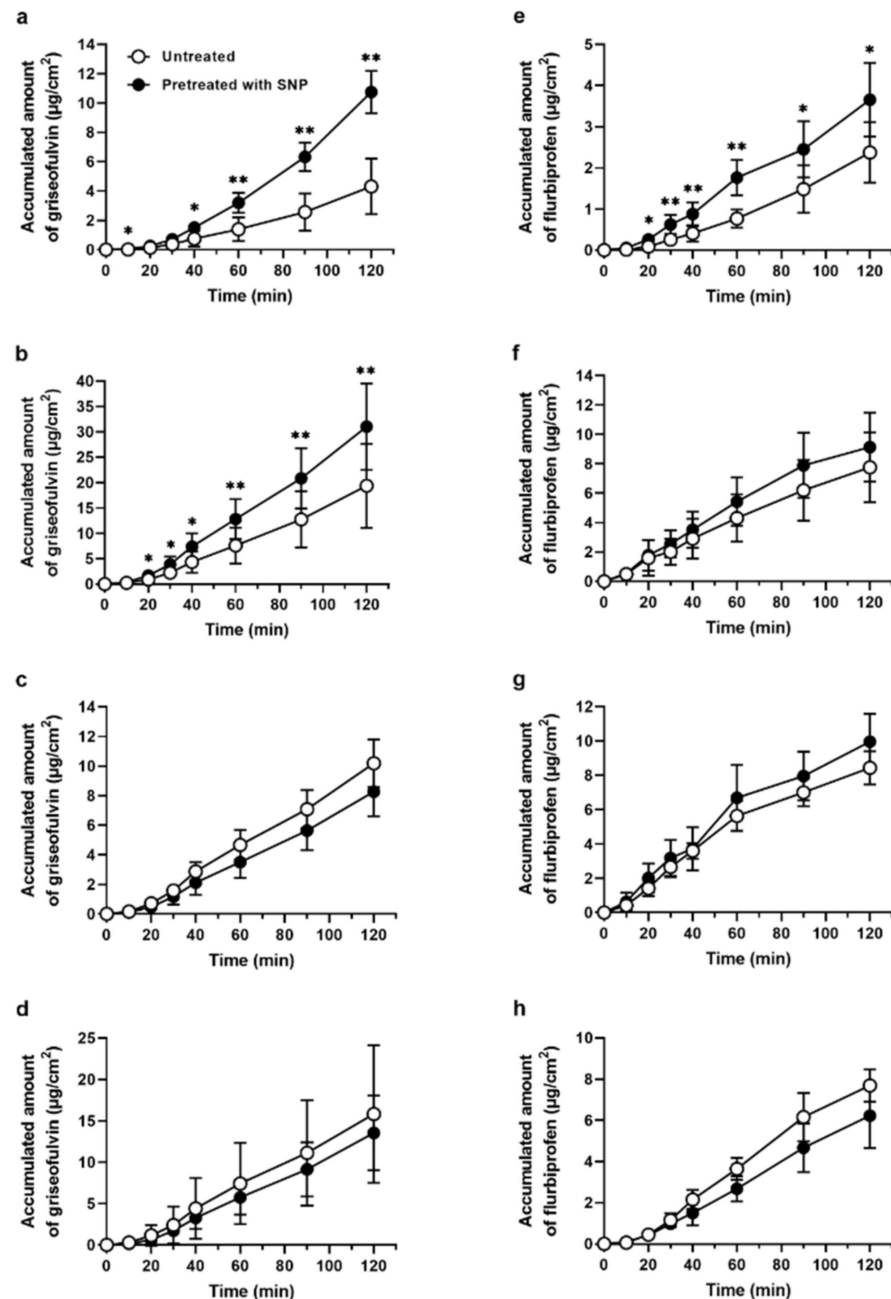 a
14
12
10
8
6
4
2
0
Accumulated amount
of griseofulvin (µg/cm²)
Untreated
Pretreated with SNP
*
*
**
**
**
0 20 40 60 80 100 120
Time (min)
e
5
4
3
2
1
0
Accumulated amount
of flurbiprofen (µg/cm²)
*
**
**
**
*
*
0 20 40 60 80 100 120
Time (min)
b
40
35
30
25
20
15
10
5
0
Accumulated amount
of griseofulvin (µg/cm²)
*
*
*
**
**
**
0 20 40 60 80 100 120
Time (min)
f
14
12
10
8
6
4
2
0
Accumulated amount
of flurbiprofen (µg/cm²)
0 20 40 60 80 100 120
Time (min)
c
14
12
10
8
6
4
2
0
Accumulated amount
of griseofulvin (µg/cm²)
0 20 40 60 80 100 120
Time (min)
g
12
10
8
6
4
2
0
Accumulated amount
of flurbiprofen (µg/cm²)
0 20 40 60 80 100 120
Time (min)
d
25
20
15
10
5
0
Accumulated amount
of griseofulvin (µg/cm²)
0 20 40 60 80 100 120
Time (min)
h
10
8
6
4
2
0
Accumulated amount
of flurbiprofen (µg/cm²)
0 20 40 60 80 100 120
Time (min)